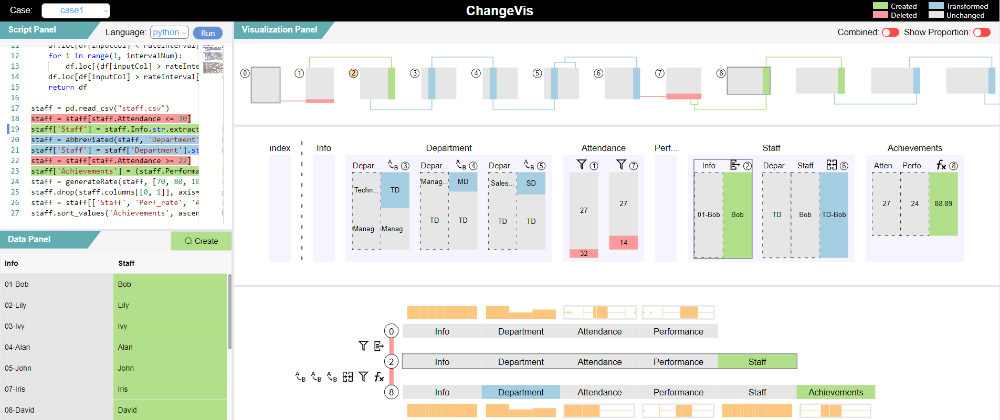 Case: case1
ChangeVis
Created Transformed
Deleted Unchanged
Script Panel
Language: python Run
Visualization Panel
Combined: Show Proportion:
11 df.loc[df[inputCol] < rateInterval[
12 for i in range(1, intervalNum):
13 df.loc[(df[inputCol] > rateInte
14 df.loc[df[inputCol] > rateInterval[
15 return df
16
17 staff = pd.read_csv("staff.csv")
18 staff = staff[staff.Attendance <= 30]
19 staff['Staff'] = staff.Info.str.extract
20 staff = abbreviated(staff, 'Department'
21 staff['Staff'] = staff['Department'].st
22 staff = staff[staff.Attendance >= 22]
23 staff['Achievements'] = (staff.Performa
24 staff = generateRate(staff, [70, 80, 10
25 staff.drop(staff.columns[[0, 1]], axis=
26 staff = staff[['Staff', 'Perf_rate', 'A
27 staff.sort_values('Achievements', ascen
0 1 2 3 4 5 6 7 8
index Info Department Attendance Perf... Staff Achievements
Depar... A B 3 Depar... A B 4 Depar... A B 5 1 7 Info 2 Depar... Staff 6 Atten... Perfo... fx 8
Techn... TD Manag... MD Sales... SD
Manag... Manag... TD TD TD TD
27 27
32 14
01-Bob Bob TD Bob TD-Bob
27 24 88.89
Data Panel
Create
Info Staff
01-Bob Bob
02-Lily Lily
03-Ivy Ivy
04-Alan Alan
05-John John
07-Iris Iris
08-David David
0 Info Department Attendance Performance
2 Info Department Attendance Performance Staff
A B A B A B fx
8 Info Department Attendance Performance Staff Achievements